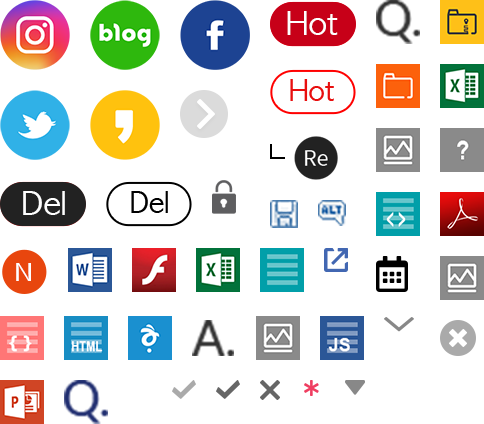 blog
f
Hot
Q.
Hot
X
?
Re
ALT
Del
Del
N
W
f
X
<>
{}
HTML
A.
JS
P
Q.
*